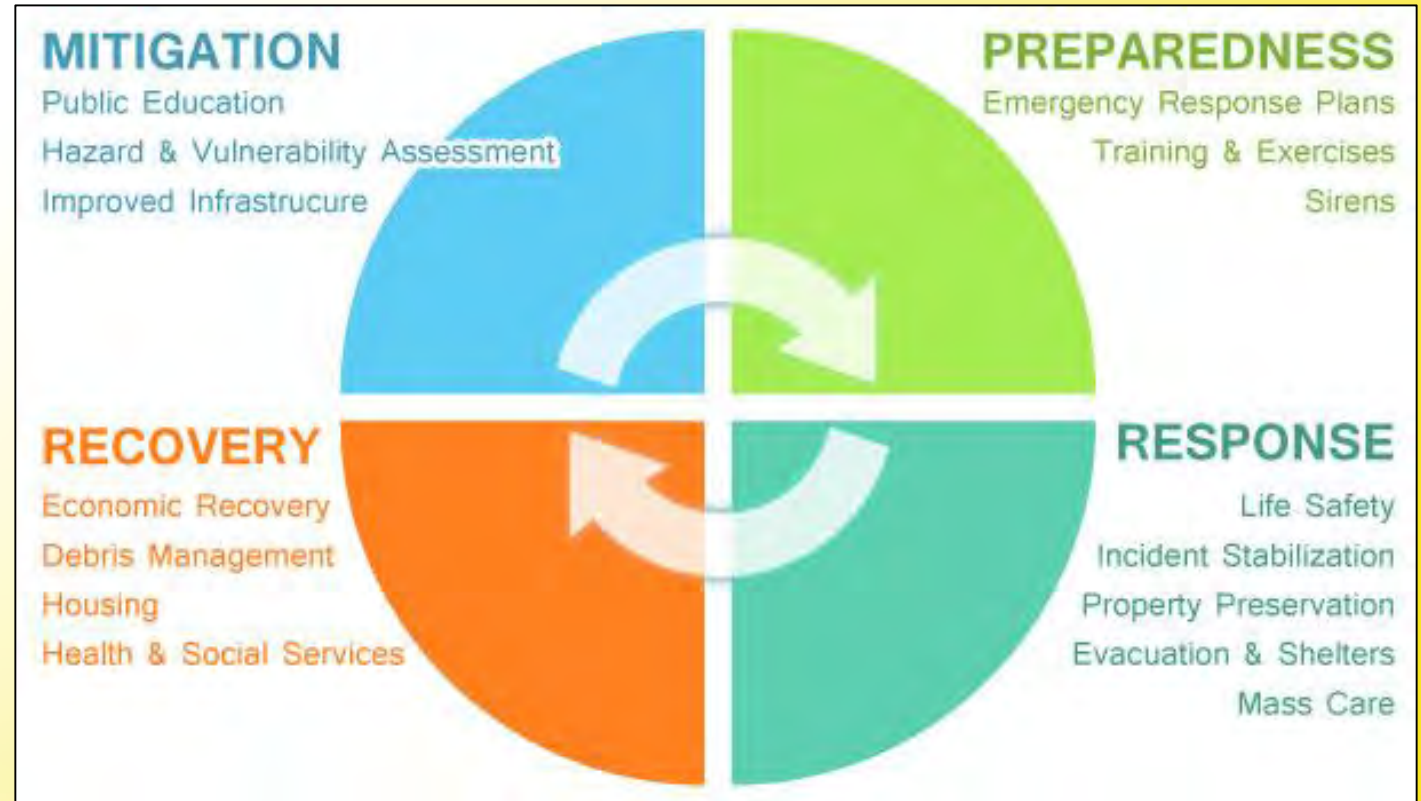 MITIGATION
Public Education
Hazard & Vulnerability Assessment
Improved Infrastrucure
PREPAREDNESS
Emergency Response Plans
Training & Exercises
Sirens
RECOVERY
Economic Recovery
Debris Management
Housing
Health & Social Services
RESPONSE
Life Safety
Incident Stabilization
Property Preservation
Evacuation & Shelters
Mass Care